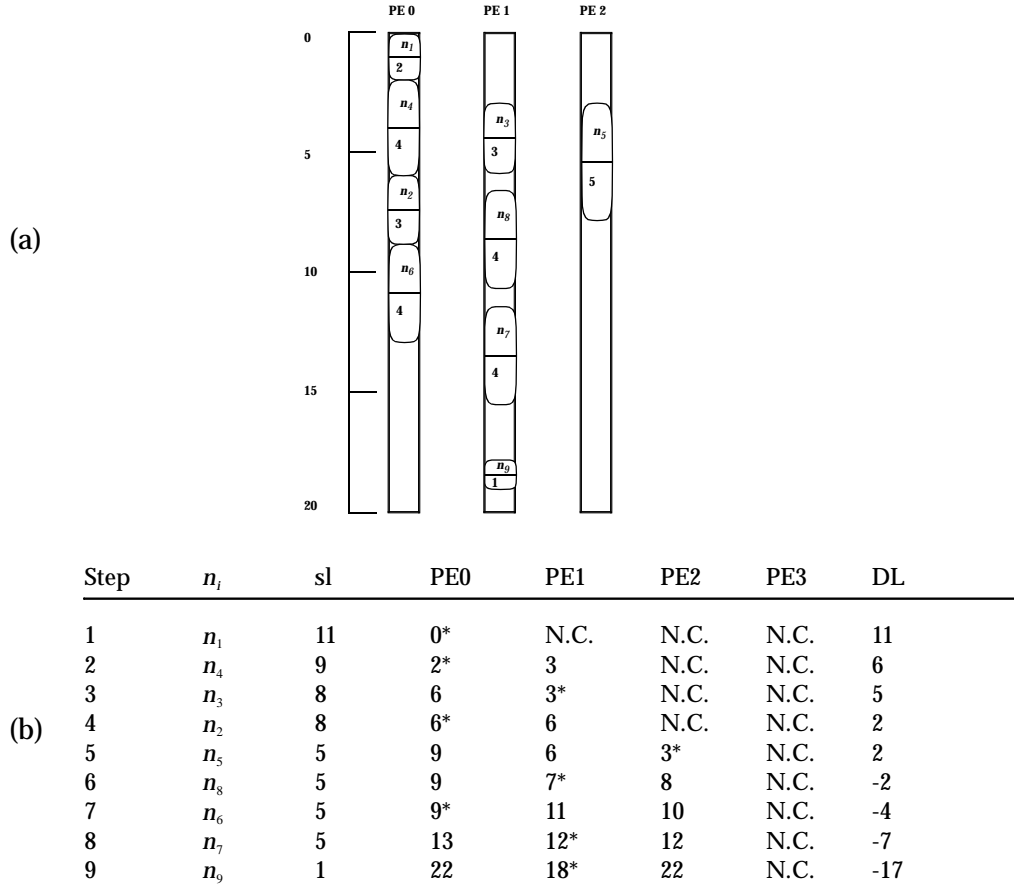 PE 0 PE 1 PE 2
0
n1
2
n4
n3
n5
4
3
5
5
n2
n8
3
(a)
n6
4
10
4
n7
4
15
n9
1
20
Step ni sl PE0 PE1 PE2 PE3 DL
1 n1 11 0* N.C. N.C. N.C. 11
2 n4 9 2* 3 N.C. N.C. 6
3 n3 8 6 3* N.C. N.C. 5
(b)
4 n2 8 6* 6 N.C. N.C. 2
5 n5 5 9 6 3* N.C. 2
6 n8 5 9 7* 8 N.C. -2
7 n6 5 9* 11 10 N.C. -4
8 n7 5 13 12* 12 N.C. -7
9 n9 1 22 18* 22 N.C. -17